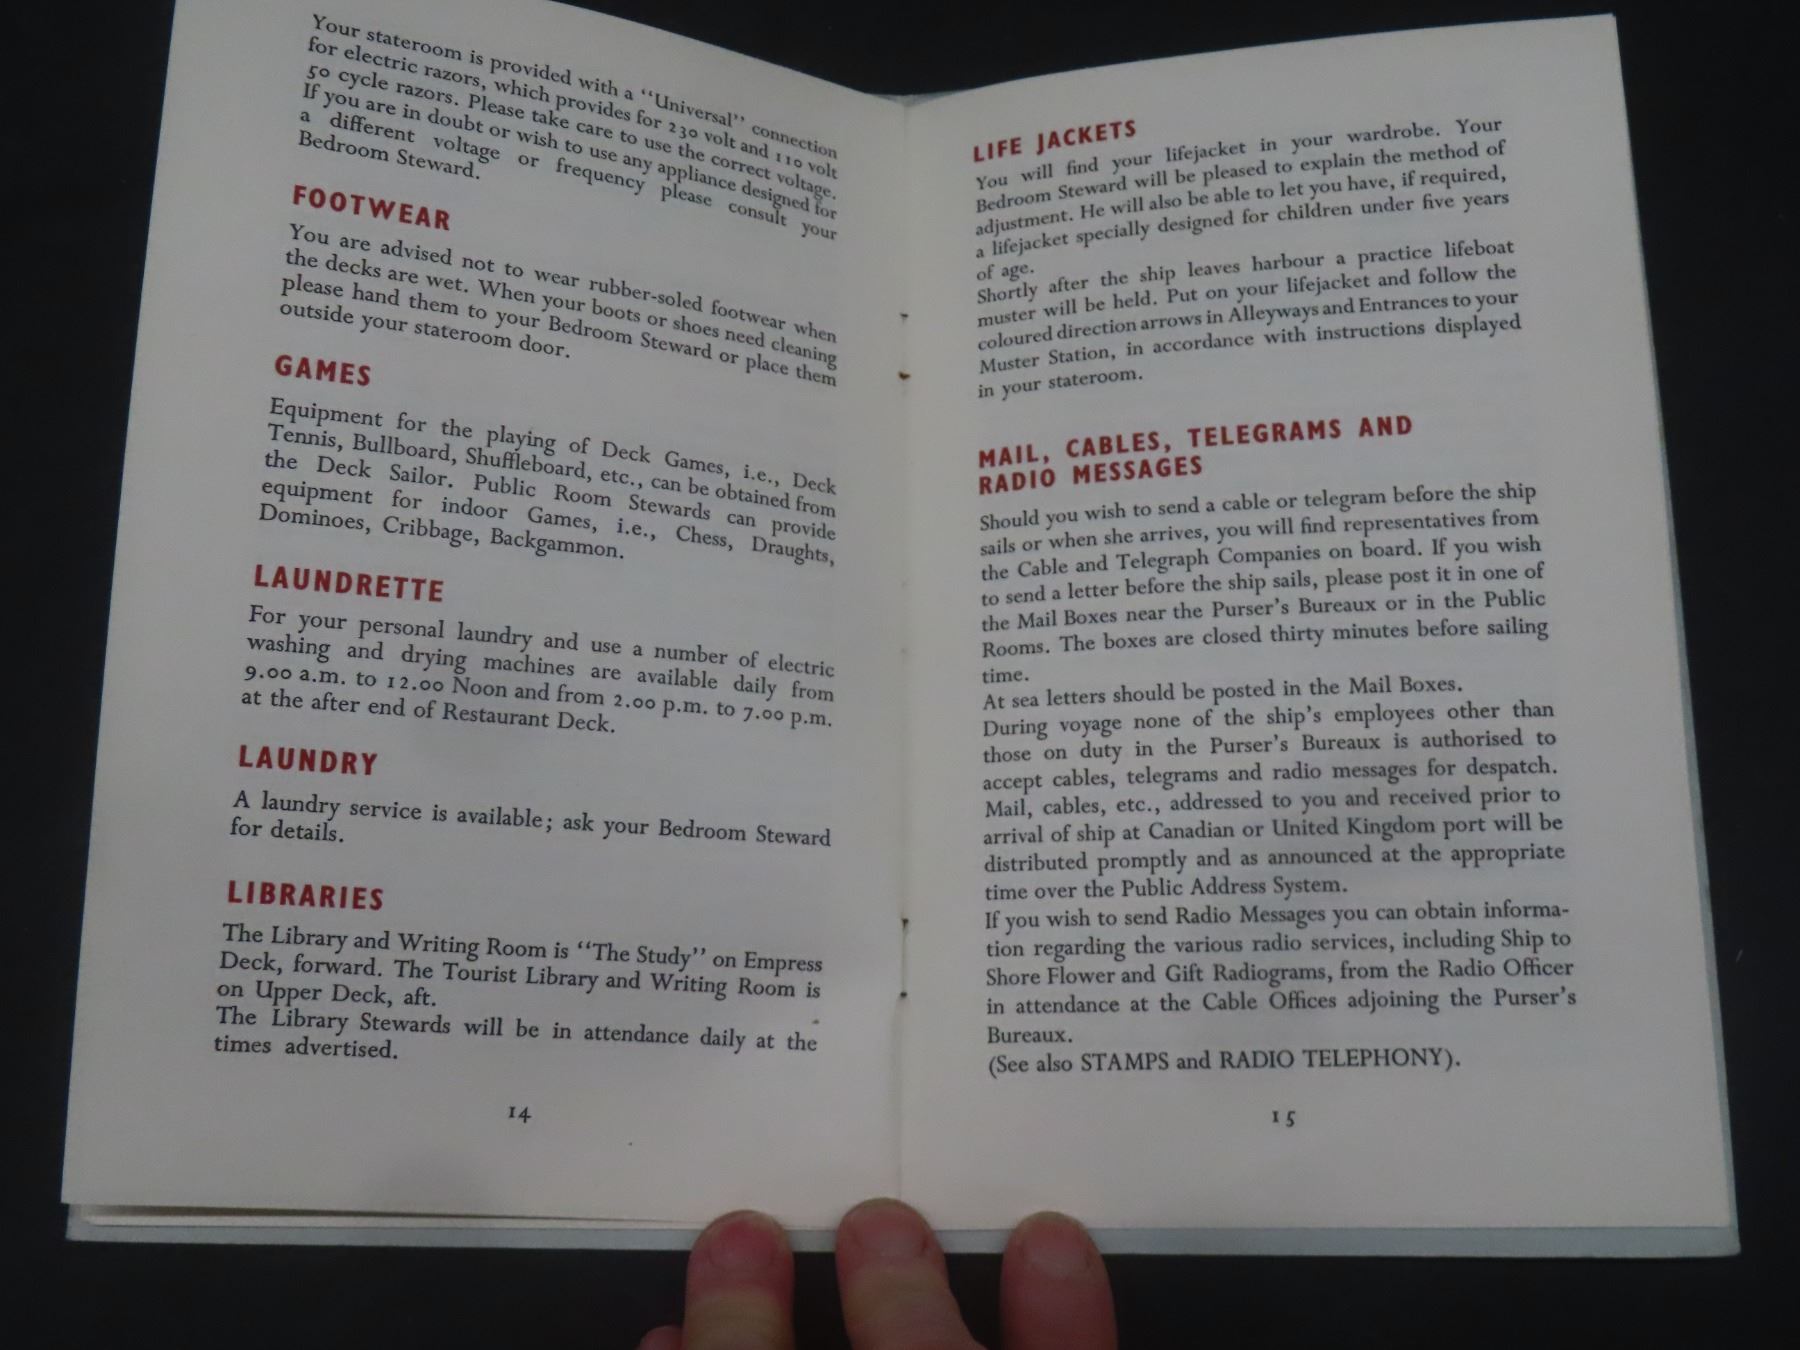 Your stateroom is provided with a “Universal” connection
for electric razors, which provides for 230 volt and 110 volt
50 cycle razors. Please take care to use the correct voltage.
If you are in doubt or wish to use any appliance designed for
a different voltage or frequency please consult your
Bedroom Steward.
FOOTWEAR
You are advised not to wear rubber-soled footwear when
the decks are wet. When your boots or shoes need cleaning
please hand them to your Bedroom Steward or place them
outside your stateroom door.
GAMES
Equipment for the playing of Deck Games, i.e., Deck
Tennis, Bullboard, Shuffleboard, etc., can be obtained from
the Deck Sailor. Public Room Stewards can provide
equipment for indoor Games, i.e., Chess, Draughts,
Dominoes, Cribbage, Backgammon.
LAUNDRETTE
For your personal laundry and use a number of electric
washing and drying machines are available daily from
9.00 a.m. to 12.00 Noon and from 2.00 p.m. to 7.00 p.m.
at the after end of Restaurant Deck.
LAUNDRY
A laundry service is available; ask your Bedroom Steward
for details.
LIBRARIES
The Library and Writing Room is “The Study” on Empress
Deck, forward. The Tourist Library and Writing Room is
on Upper Deck, aft.
The Library Stewards will be in attendance daily at the
times advertised.
14
LIFE JACKETS
You will find your lifejacket in your wardrobe. Your
Bedroom Steward will be pleased to explain the method of
adjustment. He will also be able to let you have, if required,
a lifejacket specially designed for children under five years
of age.
Shortly after the ship leaves harbour a practice lifeboat
muster will be held. Put on your lifejacket and follow the
coloured direction arrows in Alleyways and Entrances to your
Muster Station, in accordance with instructions displayed
in your stateroom.
MAIL, CABLES, TELEGRAMS AND
RADIO MESSAGES
Should you wish to send a cable or telegram before the ship
sails or when she arrives, you will find representatives from
the Cable and Telegraph Companies on board. If you wish
to send a letter before the ship sails, please post it in one of
the Mail Boxes near the Purser’s Bureaux or in the Public
Rooms. The boxes are closed thirty minutes before sailing
time.
At sea letters should be posted in the Mail Boxes.
During voyage none of the ship’s employees other than
those on duty in the Purser’s Bureaux is authorised to
accept cables, telegrams and radio messages for despatch.
Mail, cables, etc., addressed to you and received prior to
arrival of ship at Canadian or United Kingdom port will be
distributed promptly and as announced at the appropriate
time over the Public Address System.
If you wish to send Radio Messages you can obtain informa-
tion regarding the various radio services, including Ship to
Shore Flower and Gift Radiograms, from the Radio Officer
in attendance at the Cable Offices adjoining the Purser’s
Bureaux.
(See also STAMPS and RADIO TELEPHONY).
15